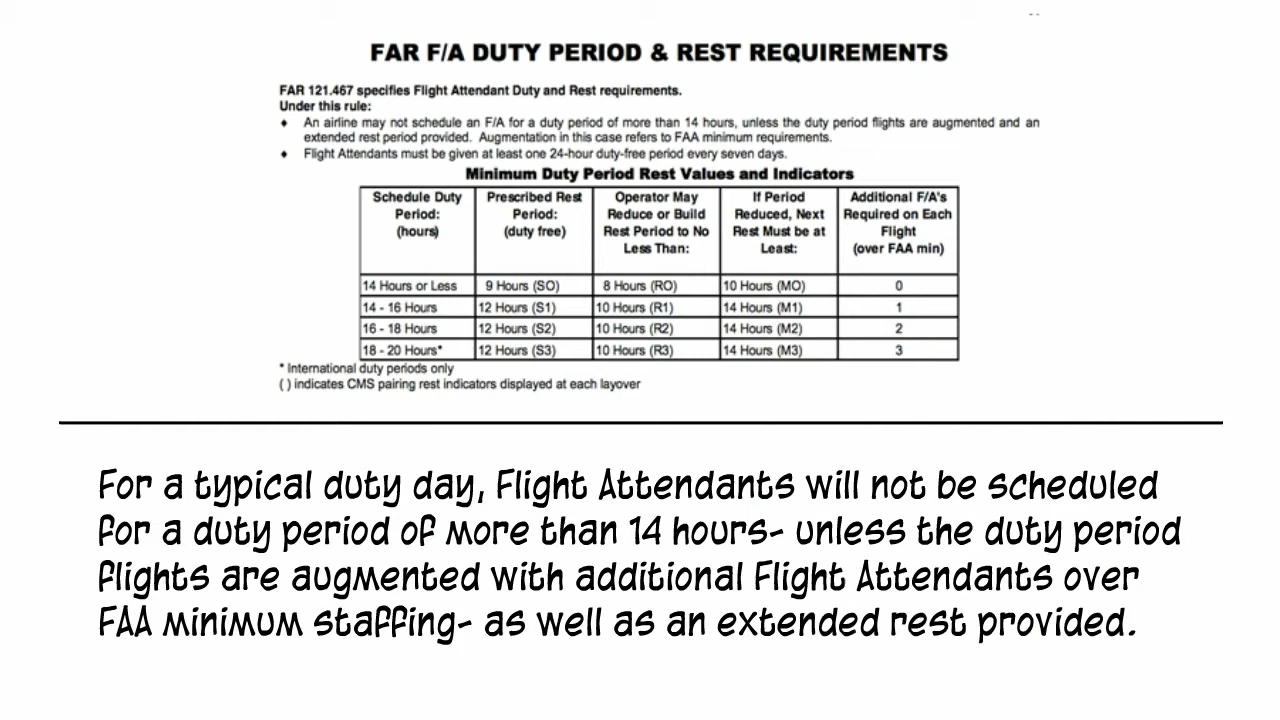 FAR F/A DUTY PERIOD & REST REQUIREMENTS
FAR 121.467 specifies Flight Attendant Duty and Rest requirements.
Under this rule:
♦ An airline may not schedule an F/A for a duty period of more than 14 hours, unless the duty period flights are augmented and an
extended rest period provided. Augmentation in this case refers to FAA minimum requirements.
♦ Flight Attendants must be given at least one 24-hour duty-free period every seven days.
Minimum Duty Period Rest Values and Indicators
Schedule Duty Period: (hours) Prescribed Rest Period: (duty free) Operator May Reduce or Build Rest Period to No Less Than: If Period Reduced, Next Rest Must be at Least: Additional F/A's Required on Each Flight (over FAA min)
14 Hours or Less 9 Hours (SO) 8 Hours (RO) 10 Hours (MO) 0
14 - 16 Hours 12 Hours (S1) 10 Hours (R1) 14 Hours (M1) 1
16 - 18 Hours 12 Hours (S2) 10 Hours (R2) 14 Hours (M2) 2
18 - 20 Hours* 12 Hours (S3) 10 Hours (R3) 14 Hours (M3) 3
* International duty periods only
( ) indicates CMS pairing rest indicators displayed at each layover
For a typical duty day, Flight Attendants will not be scheduled
for a duty period of more than 14 hours- unless the duty period
flights are augmented with additional Flight Attendants over
FAA minimum staffing- as well as an extended rest provided.